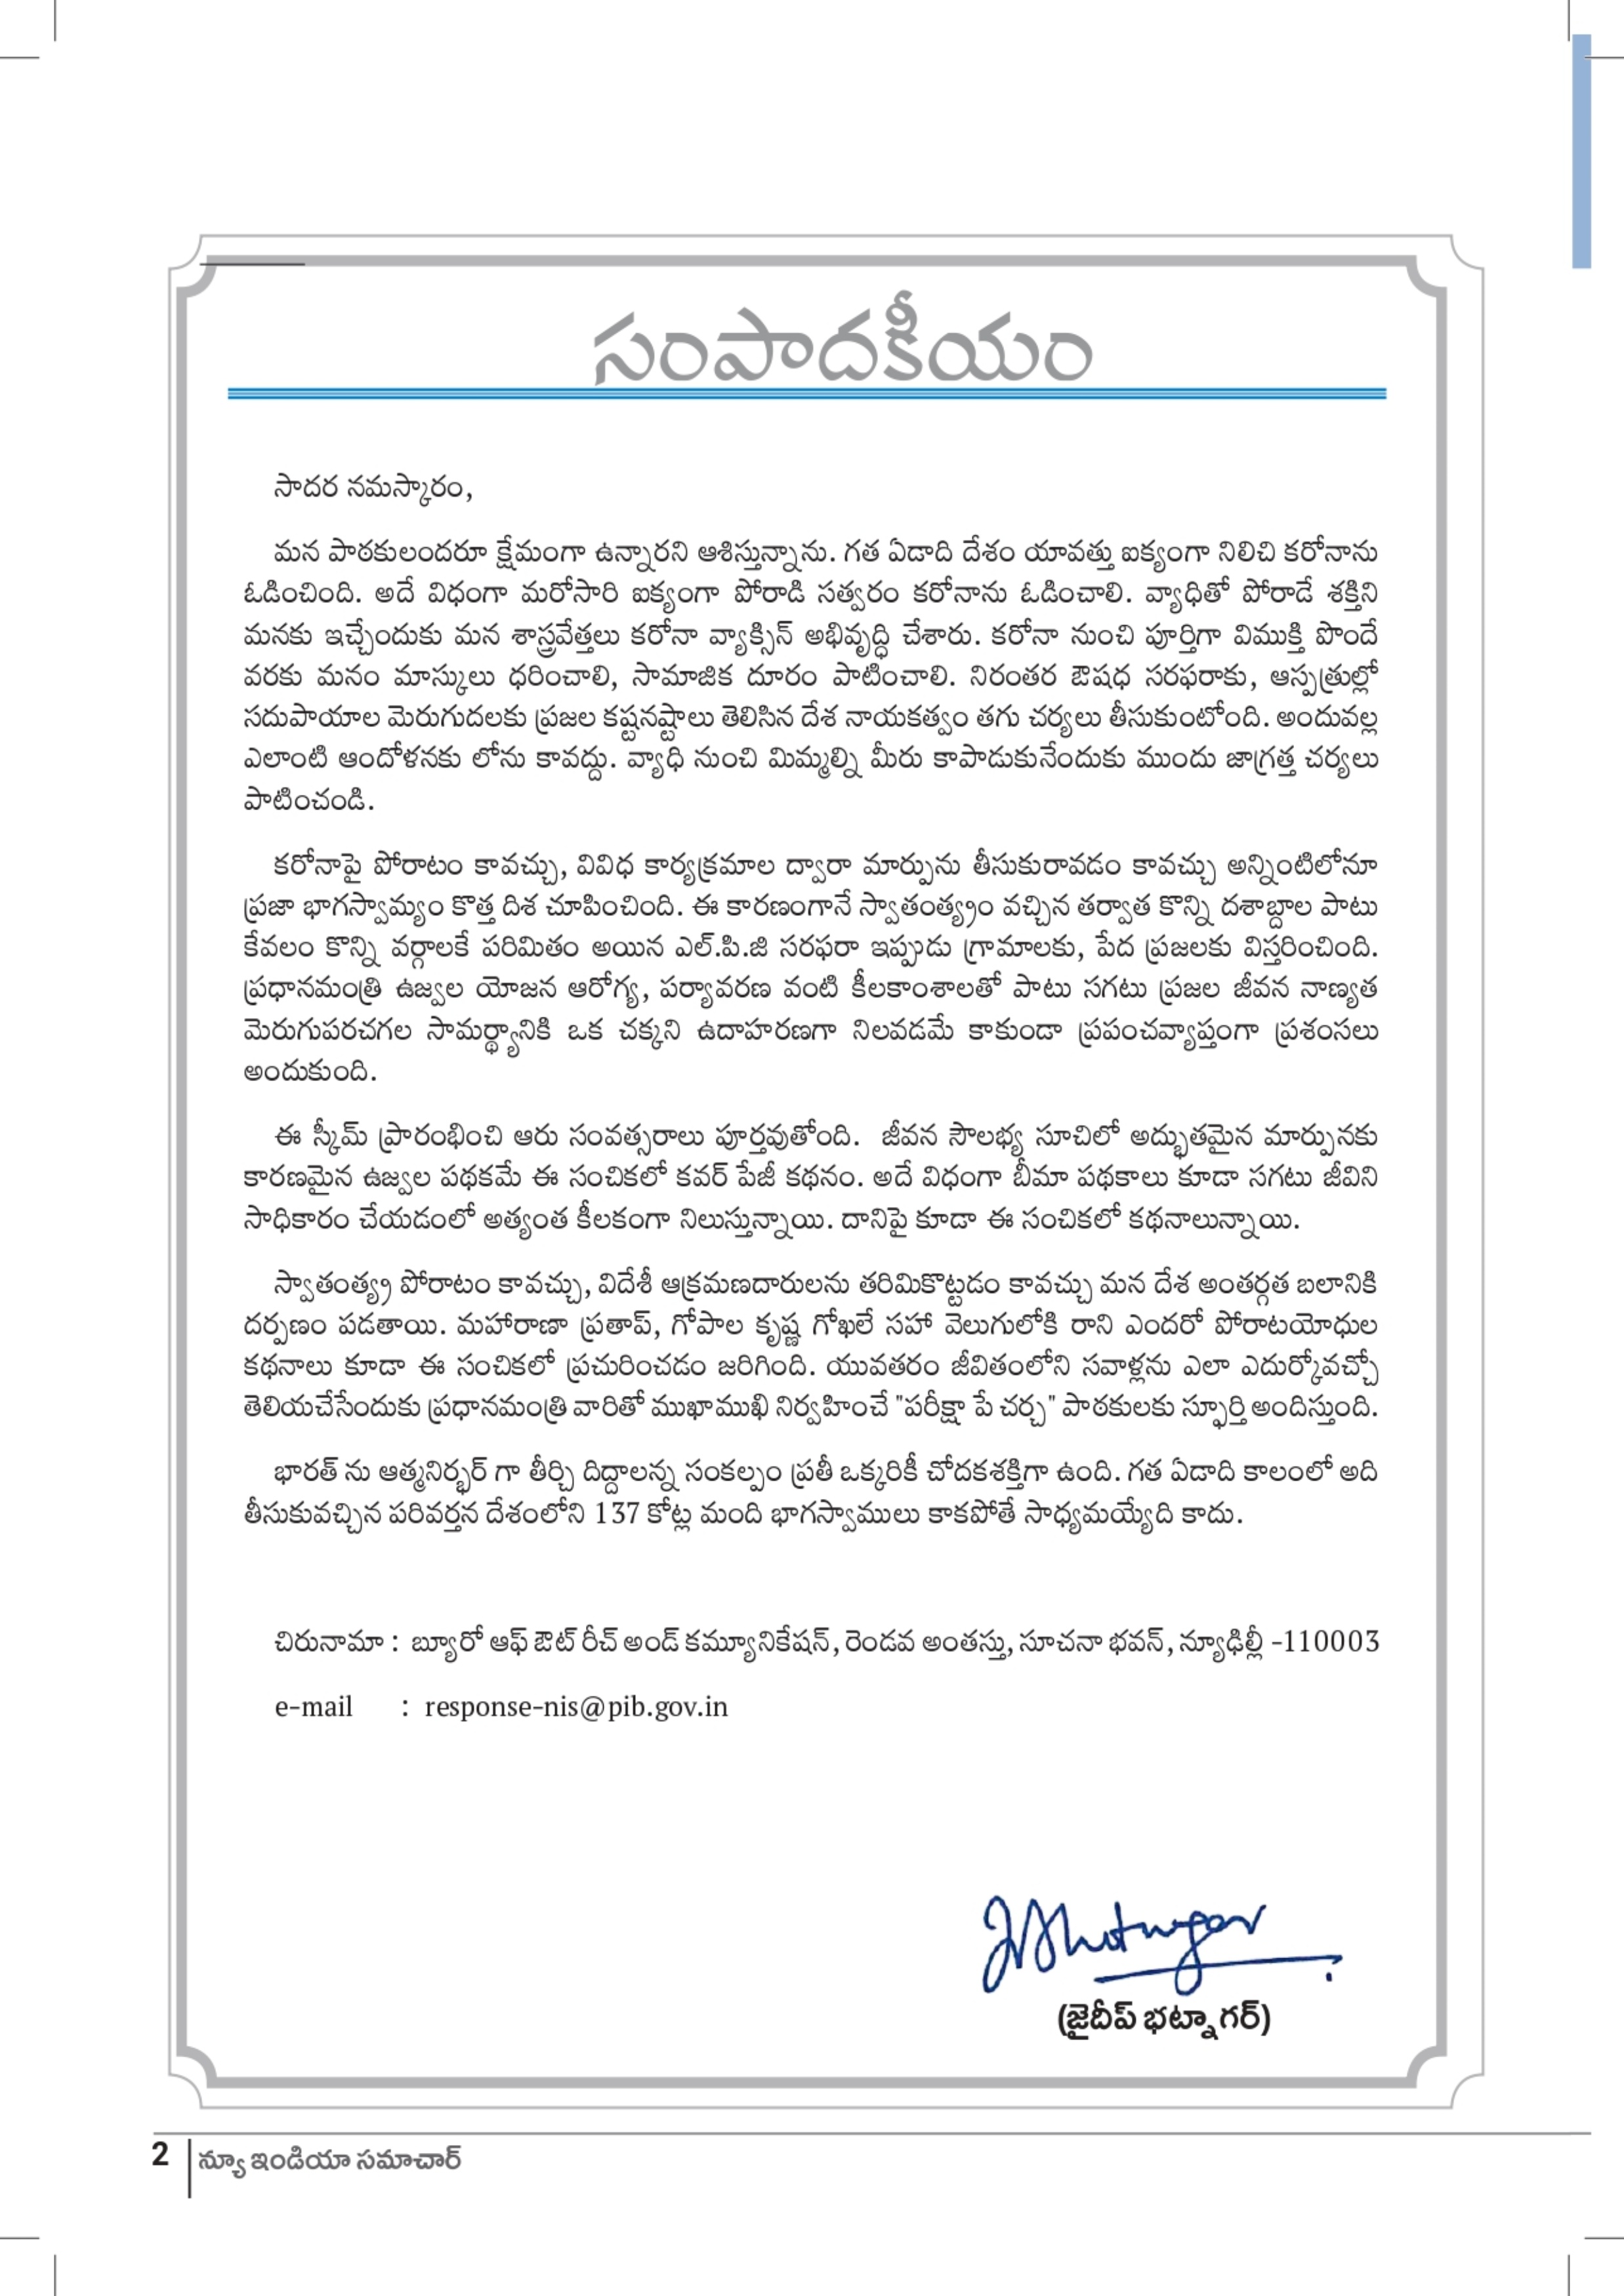 సంపాదకీయం
సాదర నమస్కారం,
మన పాఠకులందరూ క్షేమంగా ఉన్నారని ఆశిస్తున్నాను. గత ఏడాది దేశం యావత్తు ఐక్యంగా నిలిచి కరోనాను
ఓడించింది. అదే విధంగా మరోసారి ఐక్యంగా పోరాడి సత్వరం కరోనాను ఓడించాలి. వ్యాధితో పోరాడే శక్తిని
మనకు ఇచ్చేందుకు మన శాస్త్రవేత్తలు కరోనా వ్యాక్సిన్ అభివృద్ధి చేశారు. కరోనా నుంచి పూర్తిగా విముక్తి పొందే
వరకు మనం మాస్కులు ధరించాలి, సామాజిక దూరం పాటించాలి. నిరంతర ఔషధ సరఫరాకు, ఆస్పత్రుల్లో
సదుపాయాల మెరుగుదలకు ప్రజల కష్టనష్టాలు తెలిసిన దేశ నాయకత్వం తగు చర్యలు తీసుకుంటోంది. అందువల్ల
ఎలాంటి ఆందోళనకు లోను కావద్దు. వ్యాధి నుంచి మిమ్మల్ని మీరు కాపాడుకునేందుకు ముందు జాగ్రత్త చర్యలు
పాటించండి.
కరోనాపై పోరాటం కావచ్చు, వివిధ కార్యక్రమాల ద్వారా మార్పును తీసుకురావడం కావచ్చు అన్నింటిలోనూ
ప్రజా భాగస్వామ్యం కొత్త దిశ చూపించింది. ఈ కారణంగానే స్వాతంత్ర్యం వచ్చిన తర్వాత కొన్ని దశాబ్దాల పాటు
కేవలం కొన్ని వర్గాలకే పరిమితం అయిన ఎల్.పి.జి సరఫరా ఇప్పుడు గ్రామాలకు, పేద ప్రజలకు విస్తరించింది.
ప్రధానమంత్రి ఉజ్వల యోజన ఆరోగ్య, పర్యావరణ వంటి కీలకాంశాలతో పాటు సగటు ప్రజల జీవన నాణ్యత
మెరుగుపరచగల సామర్థ్యానికి ఒక చక్కని ఉదాహరణగా నిలవడమే కాకుండా ప్రపంచవ్యాప్తంగా ప్రశంసలు
అందుకుంది.
ఈ స్కీమ్ ప్రారంభించి ఆరు సంవత్సరాలు పూర్తవుతోంది. జీవన సౌలభ్య సూచిలో అద్భుతమైన మార్పునకు
కారణమైన ఉజ్వల పథకమే ఈ సంచికలో కవర్ పేజీ కథనం. అదే విధంగా బీమా పథకాలు కూడా సగటు జీవిని
సాధికారం చేయడంలో అత్యంత కీలకంగా నిలుస్తున్నాయి. దానిపై కూడా ఈ సంచికలో కథనాలున్నాయి.
స్వాతంత్ర్య పోరాటం కావచ్చు, విదేశీ ఆక్రమణదారులను తరిమికొట్టడం కావచ్చు మన దేశ అంతర్గత బలానికి
దర్పణం పడతాయి. మహారాణా ప్రతాప్, గోపాల కృష్ణ గోఖలే సహా వెలుగులోకి రాని ఎందరో పోరాటయోధుల
కథనాలు కూడా ఈ సంచికలో ప్రచురించడం జరిగింది. యువతరం జీవితంలోని సవాళ్లను ఎలా ఎదుర్కోవచ్చో
తెలియచేసేందుకు ప్రధానమంత్రి వారితో ముఖాముఖి నిర్వహించే "పరీక్షా పే చర్చ" పాఠకులకు స్ఫూర్తి అందిస్తుంది.
భారత్ ను ఆత్మనిర్భర్ గా తీర్చి దిద్దాలన్న సంకల్పం ప్రతీ ఒక్కరికీ చోదకశక్తిగా ఉంది. గత ఏడాది కాలంలో అది
తీసుకువచ్చిన పరివర్తన దేశంలోని 137 కోట్ల మంది భాగస్వాములు కాకపోతే సాధ్యమయ్యేది కాదు.
చిరునామా : బ్యూరో ఆఫ్ ఔట్ రీచ్ అండ్ కమ్యూనికేషన్, రెండవ అంతస్తు, సూచనా భవన్, న్యూఢిల్లీ -110003
e-mail : response-nis@pib.gov.in
(జైదీప్ భట్నాగర్)
2 న్యూ ఇండియా సమాచార్